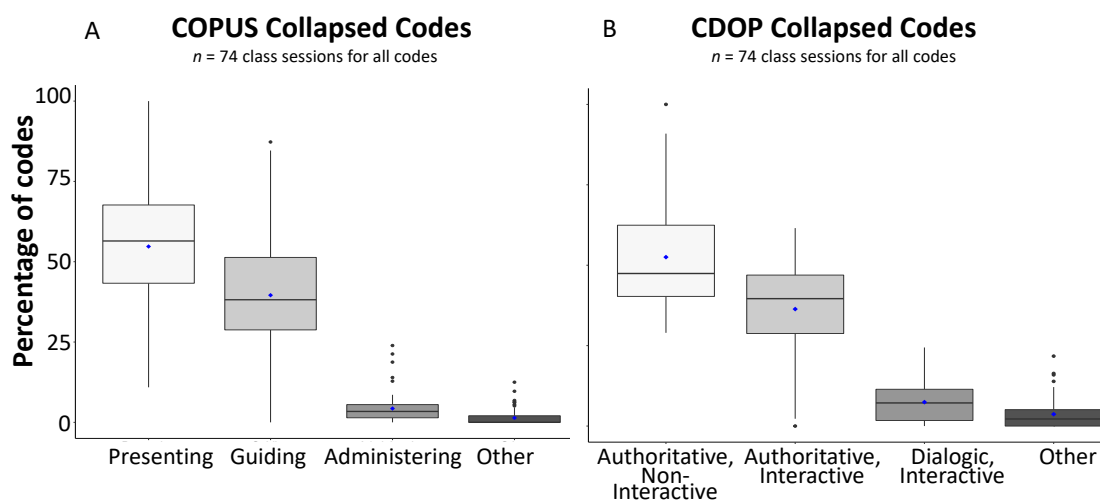 A
COPUS Collapsed Codes
n = 74 class sessions for all codes
Percentage of codes
100
75
50
25
0
Presenting
Guiding
Administering
Other
B
CDOP Collapsed Codes
n = 74 class sessions for all codes
Authoritative,
Non-
Interactive
Authoritative,
Interactive
Dialogic,
Interactive
Other